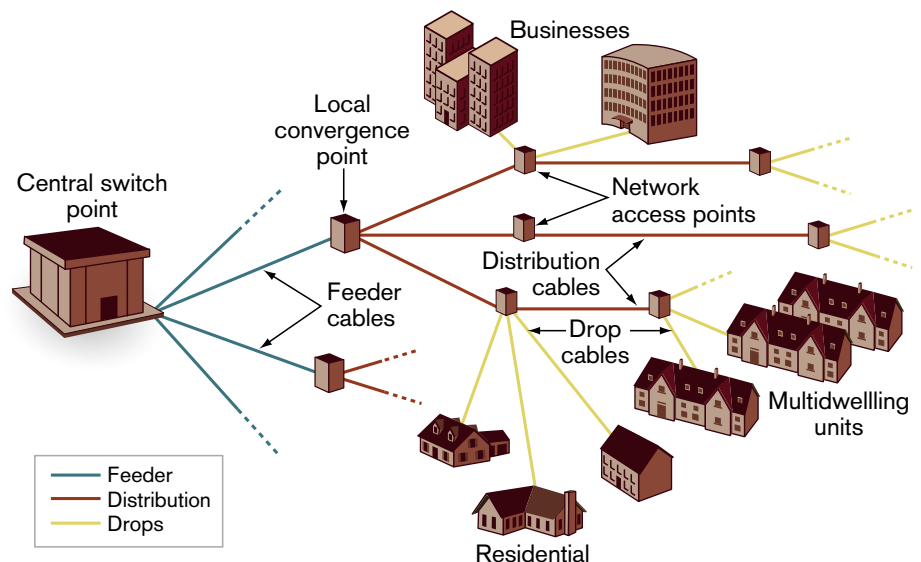 Businesses
Local
convergence
point
Central switch
point
Network
access points
Distribution
cables
Feeder
cables
Drop
cables
Multidwellling
units
Feeder
Distribution
Drops
Residential